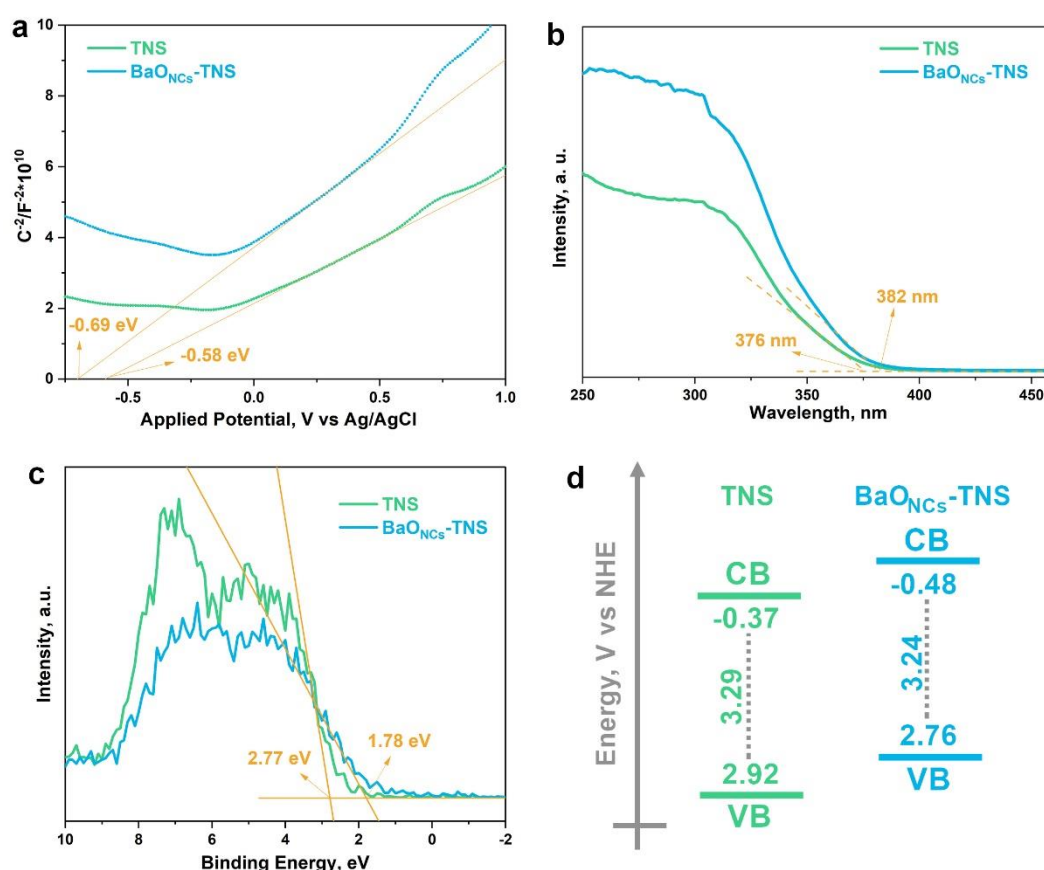 a
TNS
BaO_NCs-TNS
C⁻²/F⁻²*10¹⁰
10
8
6
4
2
0
-0.69 eV
-0.58 eV
-0.5 0.0 0.5 1.0
Applied Potential, V vs Ag/AgCl
b
TNS
BaO_NCs-TNS
Intensity, a. u.
382 nm
376 nm
250 300 350 400 450
Wavelength, nm
c
TNS
BaO_NCs-TNS
Intensity, a.u.
2.77 eV
1.78 eV
10 8 6 4 2 0 -2
Binding Energy, eV
d
Energy, V vs NHE
TNS
CB
-0.37
3.29
2.92
VB
BaO_NCs-TNS
CB
-0.48
3.24
2.76
VB